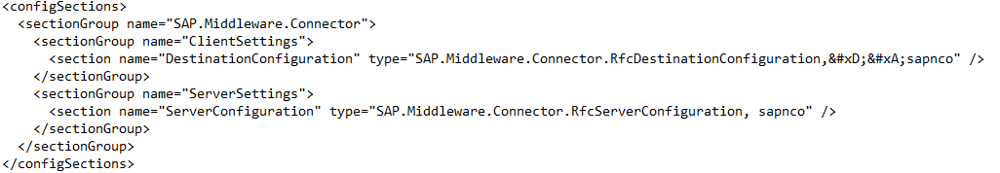 <configSections>
  <sectionGroup name="SAP.Middleware.Connector">
    <sectionGroup name="ClientSettings">
      <section name="DestinationConfiguration" type="SAP.Middleware.Connector.RfcDestinationConfiguration,&#xD;&#xA;sapnco" />
    </sectionGroup>
    <sectionGroup name="ServerSettings">
      <section name="ServerConfiguration" type="SAP.Middleware.Connector.RfcServerConfiguration, sapnco" />
    </sectionGroup>
  </sectionGroup>
</configSections>